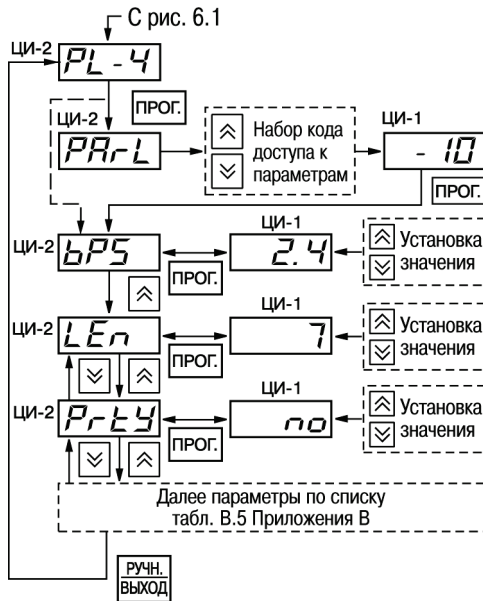 С рис. 6.1
ЦИ-2
PL-4
ПРОГ.
ЦИ-2
PArL
Набор кода
доступа к
параметрам
ЦИ-1
- 10
ПРОГ.
ЦИ-2
bPS
ПРОГ.
ЦИ-1
2.4
Установка
значения
ЦИ-2
LEn
ПРОГ.
ЦИ-1
7
Установка
значения
ЦИ-2
PrtY
ПРОГ.
ЦИ-1
no
Установка
значения
Далее параметры по списку
табл. В.5 Приложения В
РУЧН.
ВЫХОД